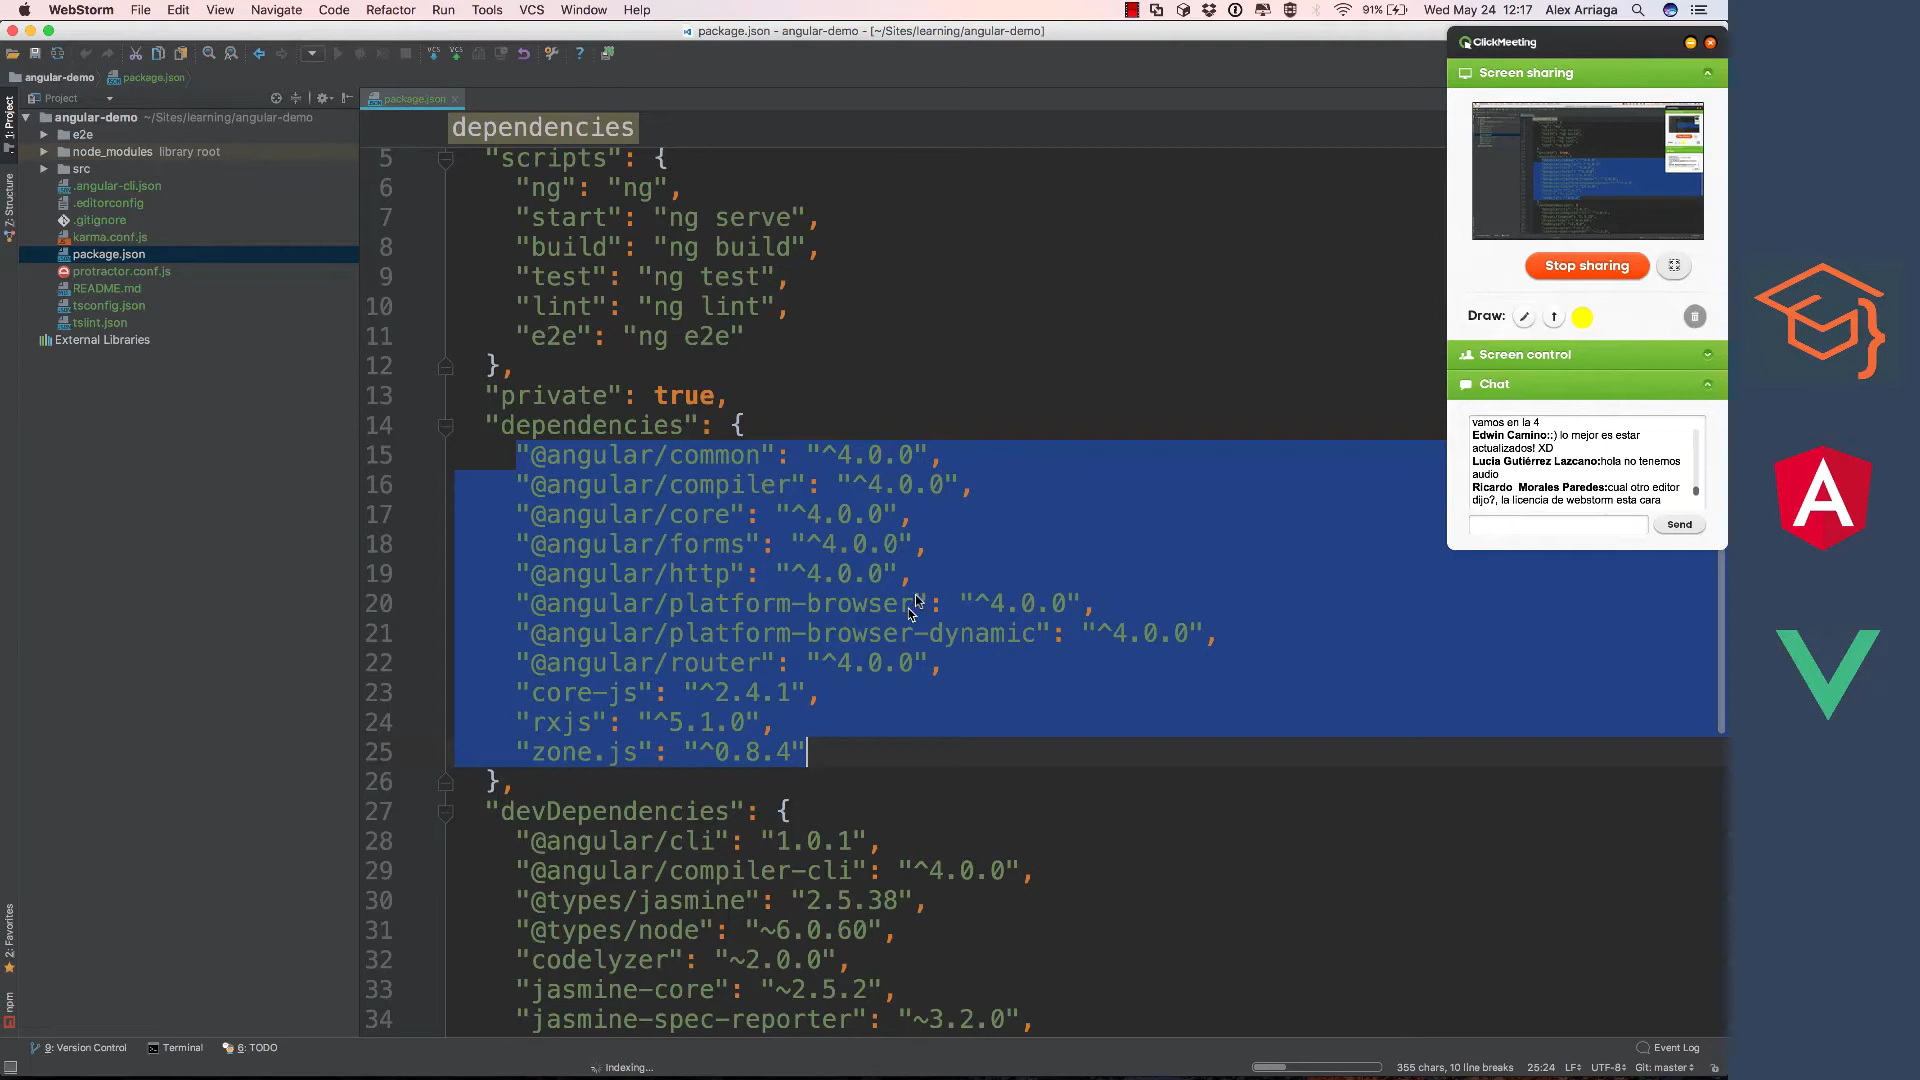 WebStorm File Edit View Navigate Code Refactor Run Tools VCS Window Help 91% Wed May 24 12:17 Alex Arriaga
package.json - angular-demo - [~/Sites/learning/angular-demo]
angular-demo package.json
Project
package.json
1: Project
7: Structure
2: Favorites
npm
angular-demo ~/Sites/learning/angular-demo
e2e
node_modules library root
src
.angular-cli.json
.editorconfig
.gitignore
karma.conf.js
package.json
protractor.conf.js
README.md
tsconfig.json
tslint.json
External Libraries
dependencies
5 "scripts": {
6 "ng": "ng",
7 "start": "ng serve",
8 "build": "ng build",
9 "test": "ng test",
10 "lint": "ng lint",
11 "e2e": "ng e2e"
12 },
13 "private": true,
14 "dependencies": {
15 "@angular/common": "^4.0.0",
16 "@angular/compiler": "^4.0.0",
17 "@angular/core": "^4.0.0",
18 "@angular/forms": "^4.0.0",
19 "@angular/http": "^4.0.0",
20 "@angular/platform-browser": "^4.0.0",
21 "@angular/platform-browser-dynamic": "^4.0.0",
22 "@angular/router": "^4.0.0",
23 "core-js": "^2.4.1",
24 "rxjs": "^5.1.0",
25 "zone.js": "^0.8.4"
26 },
27 "devDependencies": {
28 "@angular/cli": "1.0.1",
29 "@angular/compiler-cli": "^4.0.0",
30 "@types/jasmine": "2.5.38",
31 "@types/node": "~6.0.60",
32 "codelyzer": "~2.0.0",
33 "jasmine-core": "~2.5.2",
34 "jasmine-spec-reporter": "~3.2.0",
ClickMeeting
Screen sharing
Stop sharing
Draw:
Screen control
Chat
vamos en la 4
Edwin Camino::) lo mejor es estar
actualizados! XD
Lucia Gutiérrez Lazcano:hola no tenemos
audio
Ricardo Morales Paredes:cual otro editor
dijo?, la licencia de webstorm esta cara
Send
9: Version Control Terminal 6: TODO Event Log
Indexing... 355 chars, 10 line breaks 25:24 LF UTF-8 Git: master